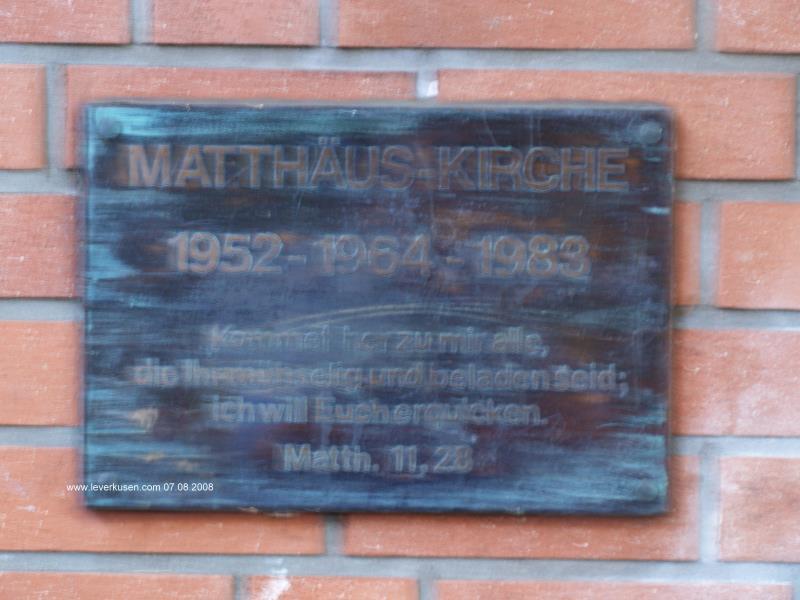 MATTHÄUS-KIRCHE
1952-1964-1983
Kommet her zu mir alle,
die Ihr mühselig und beladen seid;
ich will Euch erquicken.
Matth. 11, 28
www.leverkusen.com 07.08.2008